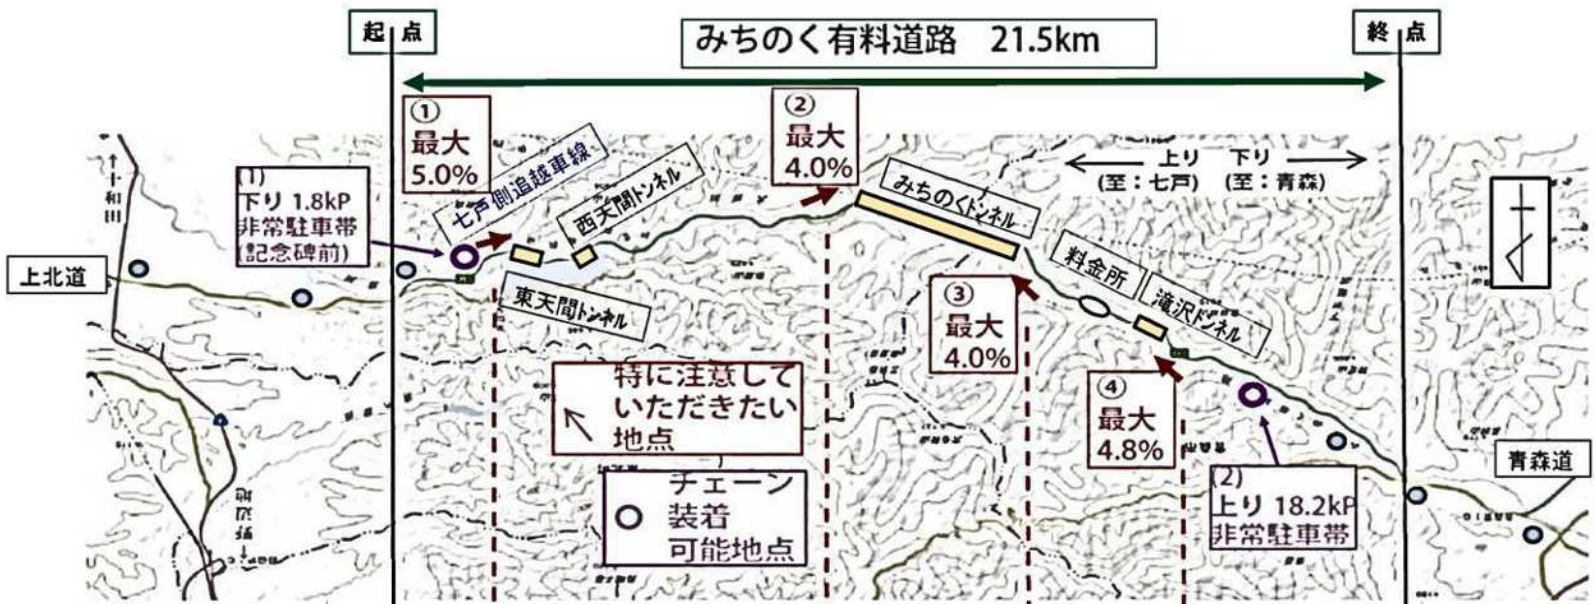 起点
みちのく有料道路 21.5km
終点
①
最大
5.0%
②
最大
4.0%
←上り 下り→
(至:七戸) (至:青森)
(1)
下り 1.8kP
非常駐車帯
(記念碑前)
七戸側追越車線
西天間トンネル
みちのくトンネル
↑十和田
上北道
東天間トンネル
料金所
滝沢トンネル
③
最大
4.0%
特に注意して
いただきたい
地点
④
最大
4.8%
チェーン
装着
可能地点
(2)
上り 18.2kP
非常駐車帯
青森道
野辺地→